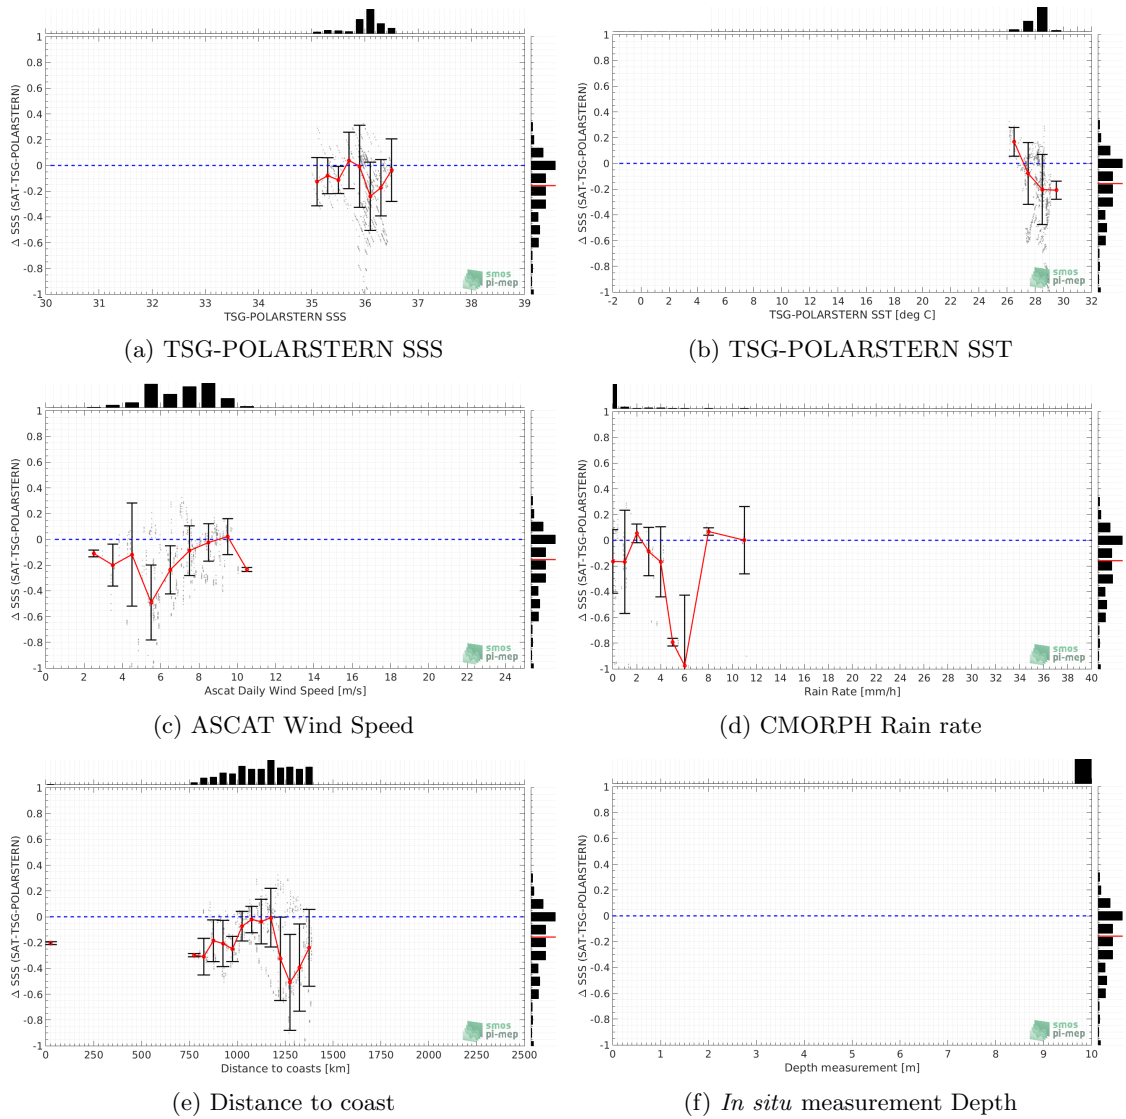 1
0.8
0.6
0.4
0.2
0
-0.2
-0.4
-0.6
-0.8
-1
Δ SSS (SAT-TSG-POLARSTERN)
30 31 32 33 34 35 36 37 38 39
TSG-POLARSTERN SSS
smos
pi-mep
(a) TSG-POLARSTERN SSS
1
0.8
0.6
0.4
0.2
0
-0.2
-0.4
-0.6
-0.8
-1
Δ SSS (SAT-TSG-POLARSTERN)
-2 0 2 4 6 8 10 12 14 16 18 20 22 24 26 28 30 32
TSG-POLARSTERN SST [deg C]
smos
pi-mep
(b) TSG-POLARSTERN SST
1
0.8
0.6
0.4
0.2
0
-0.2
-0.4
-0.6
-0.8
-1
Δ SSS (SAT-TSG-POLARSTERN)
0 2 4 6 8 10 12 14 16 18 20 22 24
Ascat Daily Wind Speed [m/s]
smos
pi-mep
(c) ASCAT Wind Speed
1
0.8
0.6
0.4
0.2
0
-0.2
-0.4
-0.6
-0.8
-1
Δ SSS (SAT-TSG-POLARSTERN)
0 2 4 6 8 10 12 14 16 18 20 22 24 26 28 30 32 34 36 38 40
Rain Rate [mm/h]
smos
pi-mep
(d) CMORPH Rain rate
1
0.8
0.6
0.4
0.2
0
-0.2
-0.4
-0.6
-0.8
-1
Δ SSS (SAT-TSG-POLARSTERN)
0 250 500 750 1000 1250 1500 1750 2000 2250 2500
Distance to coasts [km]
smos
pi-mep
(e) Distance to coast
1
0.8
0.6
0.4
0.2
0
-0.2
-0.4
-0.6
-0.8
-1
Δ SSS (SAT-TSG-POLARSTERN)
0 1 2 3 4 5 6 7 8 9 10
Depth measurement [m]
smos
pi-mep
(f) In situ measurement Depth